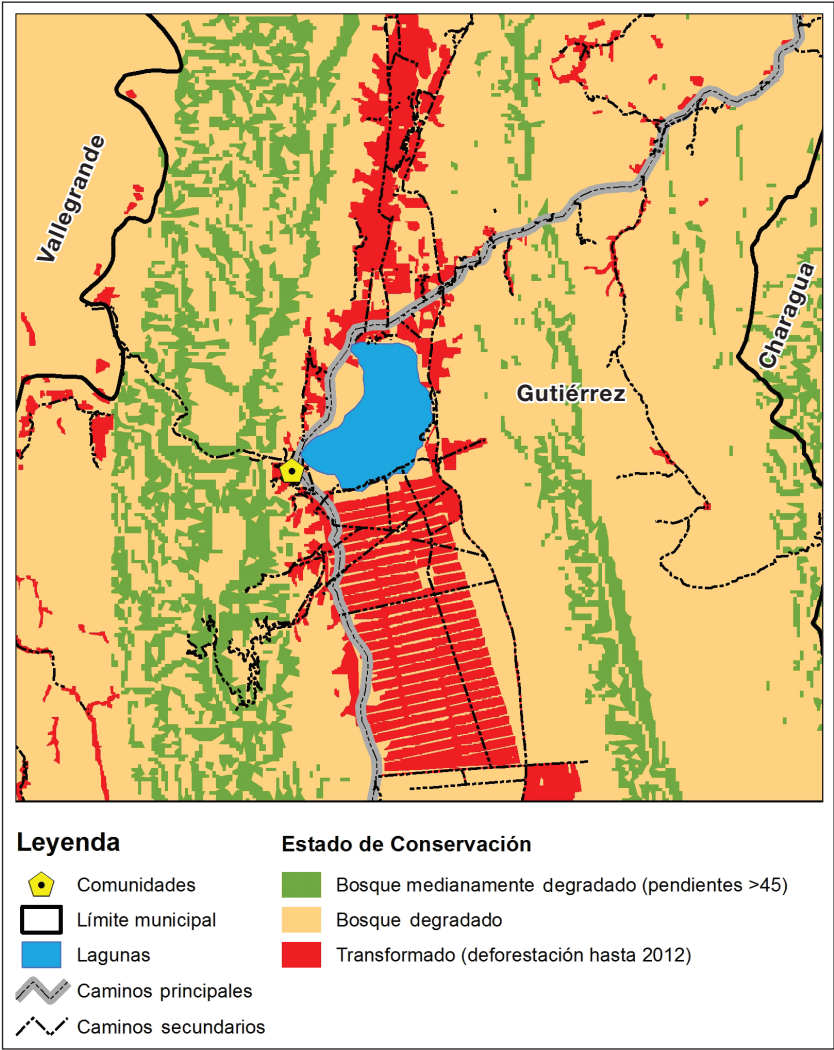 Vallegrande
Charagua
Gutiérrez
Leyenda
Comunidades
Límite municipal
Lagunas
Caminos principales
Caminos secundarios
Estado de Conservación
Bosque medianamente degradado (pendientes >45)
Bosque degradado
Transformado (deforestación hasta 2012)